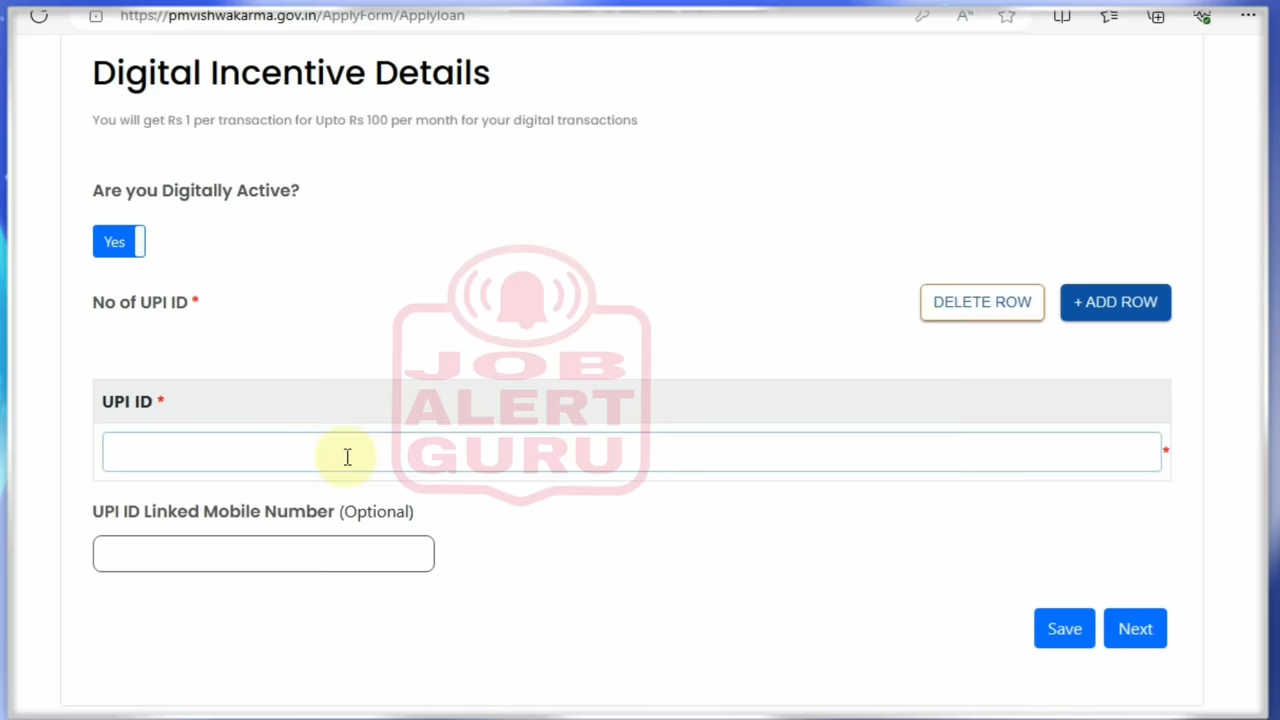 https://pmvishwakarma.gov.in/ApplyForm/Applyloan
Digital Incentive Details
You will get Rs 1 per transaction for Upto Rs 100 per month for your digital transactions
Are you Digitally Active?
Yes
No of UPI ID *
DELETE ROW
+ ADD ROW
UPI ID *
*
UPI ID Linked Mobile Number (Optional)
Save
Next
JOB
ALERT
GURU